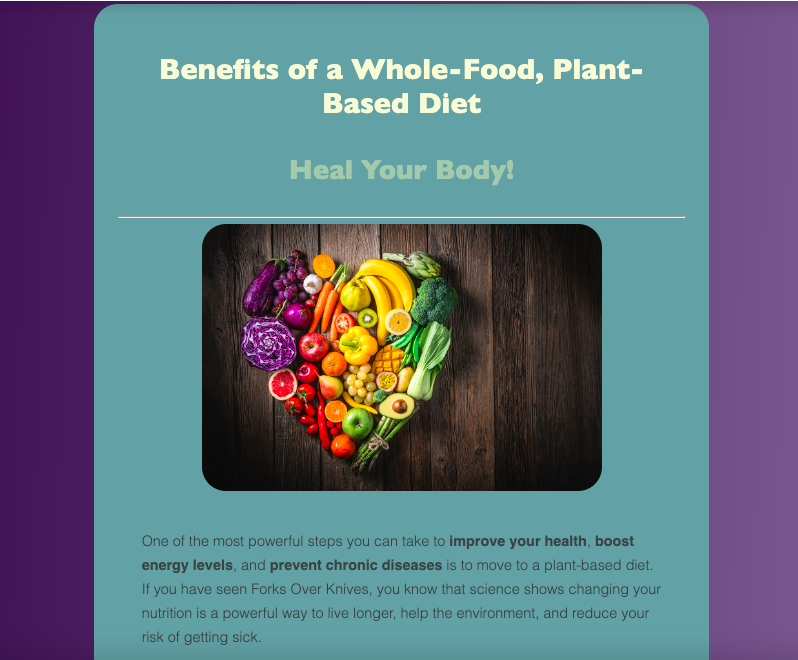 Benefits of a Whole-Food, Plant-
Based Diet
Heal Your Body!
One of the most powerful steps you can take to improve your health, boost
energy levels, and prevent chronic diseases is to move to a plant-based diet.
If you have seen Forks Over Knives, you know that science shows changing your
nutrition is a powerful way to live longer, help the environment, and reduce your
risk of getting sick.